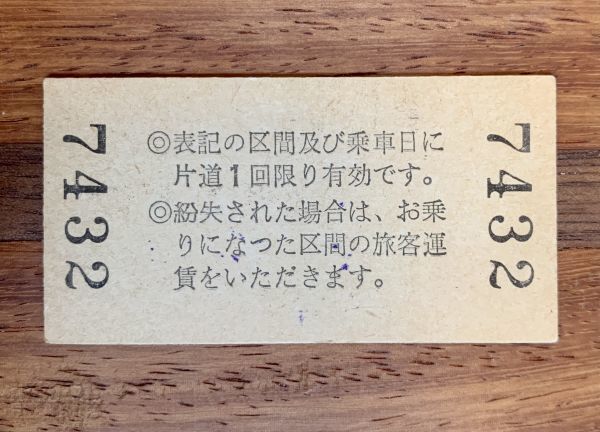 7432
◎表記の区間及び乗車日に
片道1回限り有効です。
◎紛失された場合は、お乗
りになつた区間の旅客運
賃をいただきます。
7432